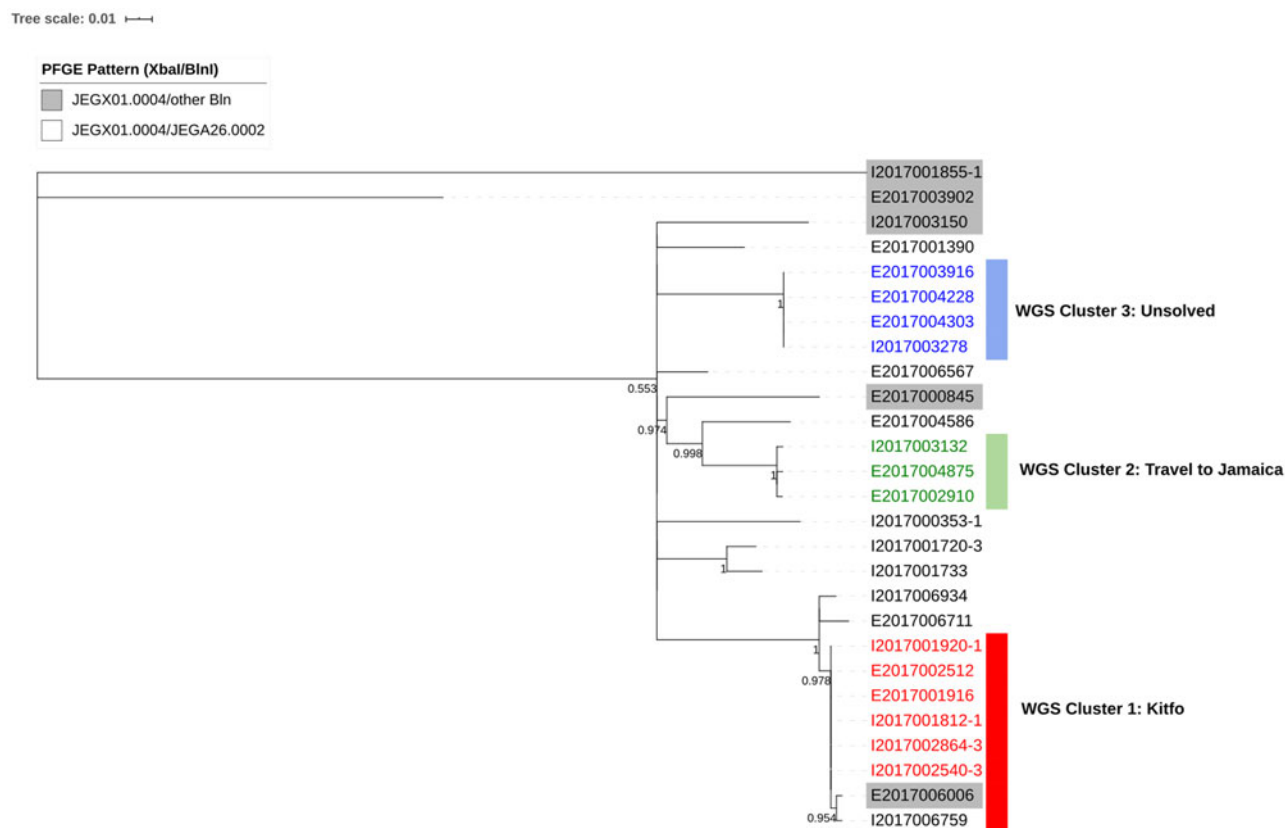 Tree scale: 0.01
PFGE Pattern (XbaI/BlnI)
JEGX01.0004/other Bln
JEGX01.0004/JEGA26.0002
I2017001855-1
E2017003902
I2017003150
E2017001390
E2017003916
E2017004228
1
E2017004303
I2017003278
WGS Cluster 3: Unsolved
E2017006567
0.553
E2017000845
E2017004586
0.974
I2017003132
0.998
E2017004875
1
E2017002910
WGS Cluster 2: Travel to Jamaica
I2017000353-1
I2017001720-3
1
I2017001733
I2017006934
E2017006711
1
I2017001920-1
E2017002512
0.978
E2017001916
I2017001812-1
I2017002864-3
I2017002540-3
WGS Cluster 1: Kitfo
E2017006006
0.954
I2017006759